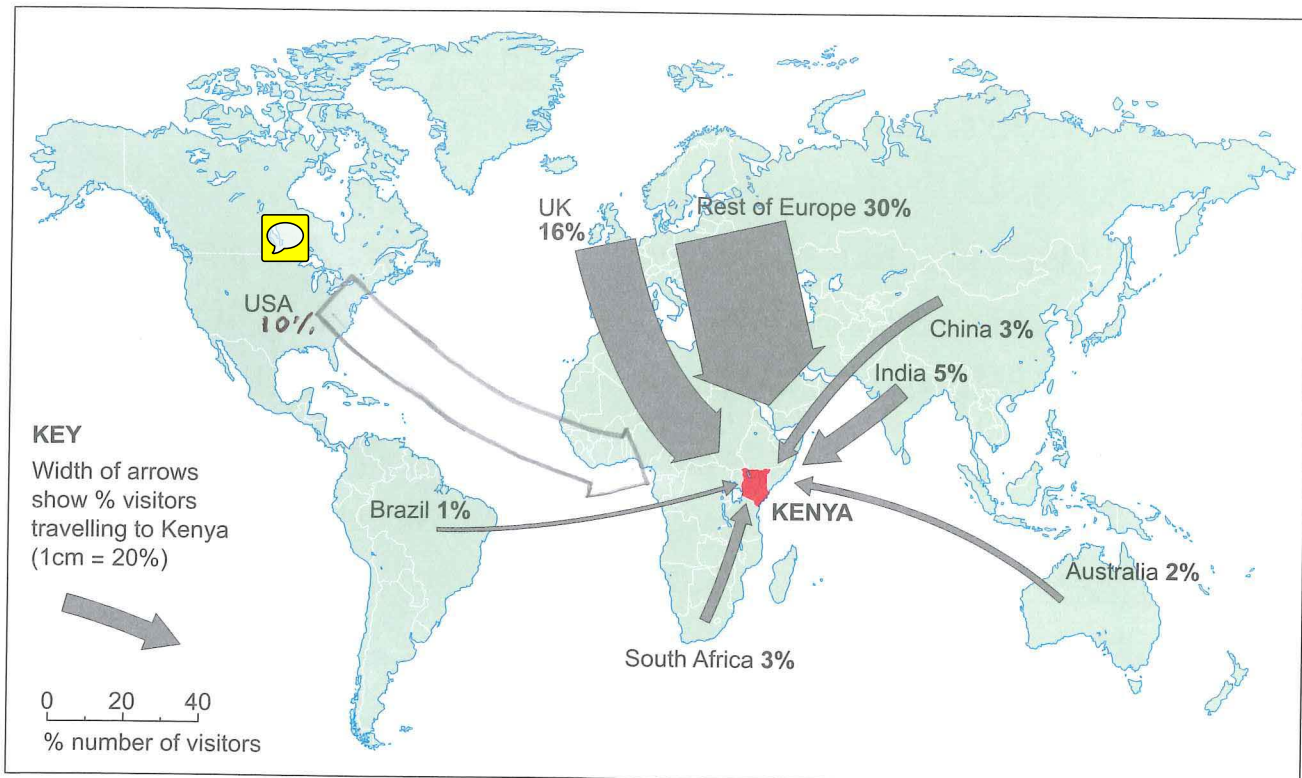 UK
16%
Rest of Europe 30%
USA
10%
China 3%
India 5%
KEY
Width of arrows
show % visitors
travelling to Kenya
(1cm = 20%)
Brazil 1%
KENYA
Australia 2%
South Africa 3%
0 20 40
% number of visitors